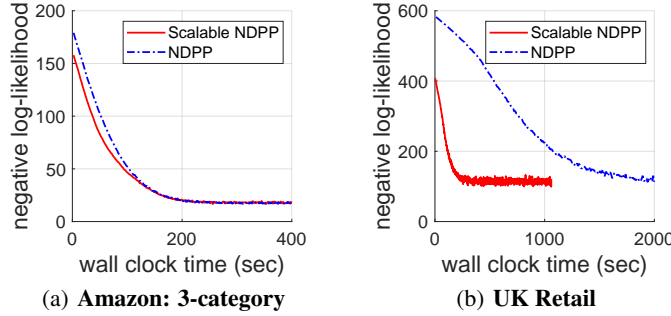 200
150
100
50
0
0
200
400
negative log-likelihood
wall clock time (sec)
Scalable NDPP
NDPP
(a) Amazon: 3-category
600
400
200
0
0
1000
2000
negative log-likelihood
wall clock time (sec)
Scalable NDPP
NDPP
(b) UK Retail